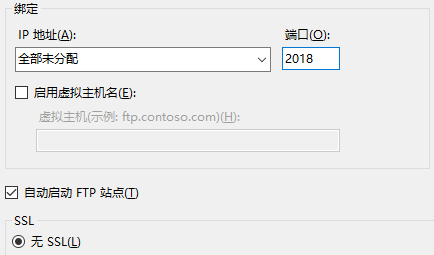 绑定
IP 地址(A): 端口(O):
全部未分配 2018
启用虚拟主机名(E):
虚拟主机(示例: ftp.contoso.com)(H):
自动启动 FTP 站点(T)
SSL
无 SSL(L)